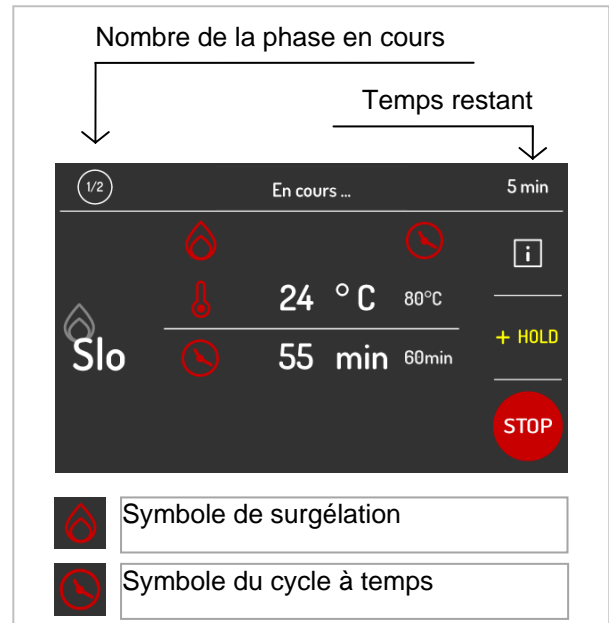 Nombre de la phase en cours
Temps restant
1/2 En cours ... 5 min
i
24 °C 80°C
+ HOLD
Slo 55 min 60min
STOP
Symbole de surgélation
Symbole du cycle à temps